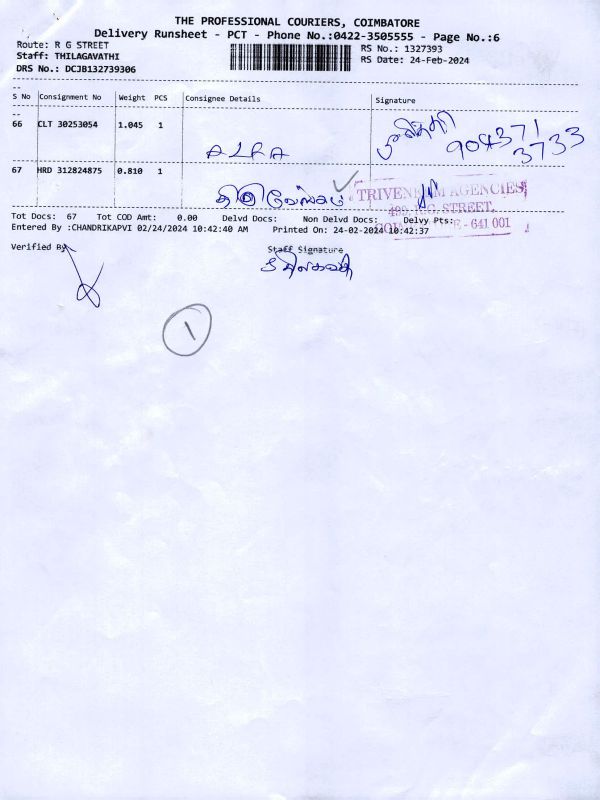 THE PROFESSIONAL COURIERS, COIMBATORE
Delivery Runsheet - PCT - Phone No.:0422-3505555 - Page No.:6
Route: R G STREET
Staff: THILAGAVATHI
DRS No.: DCJB132739306
RS No.: 1327393
RS Date: 24-Feb-2024
S No Consignment No Weight PCS Consignee Details Signature
66 CLT 30253054 1.045 1
904371
3733
ALFA
67 HRD 312824875 0.810 1
திரிவேங்கடம்
TRIVENI AGENCIES
R.G. STREET,
- 641 001
Tot Docs: 67 Tot COD Amt: 0.00 Delvd Docs: Non Delvd Docs: Delvy Pts:
Entered By :CHANDRIKAPVI 02/24/2024 10:42:40 AM Printed On: 24-02-2024 10:42:37
Verified By
Staff Signature
1